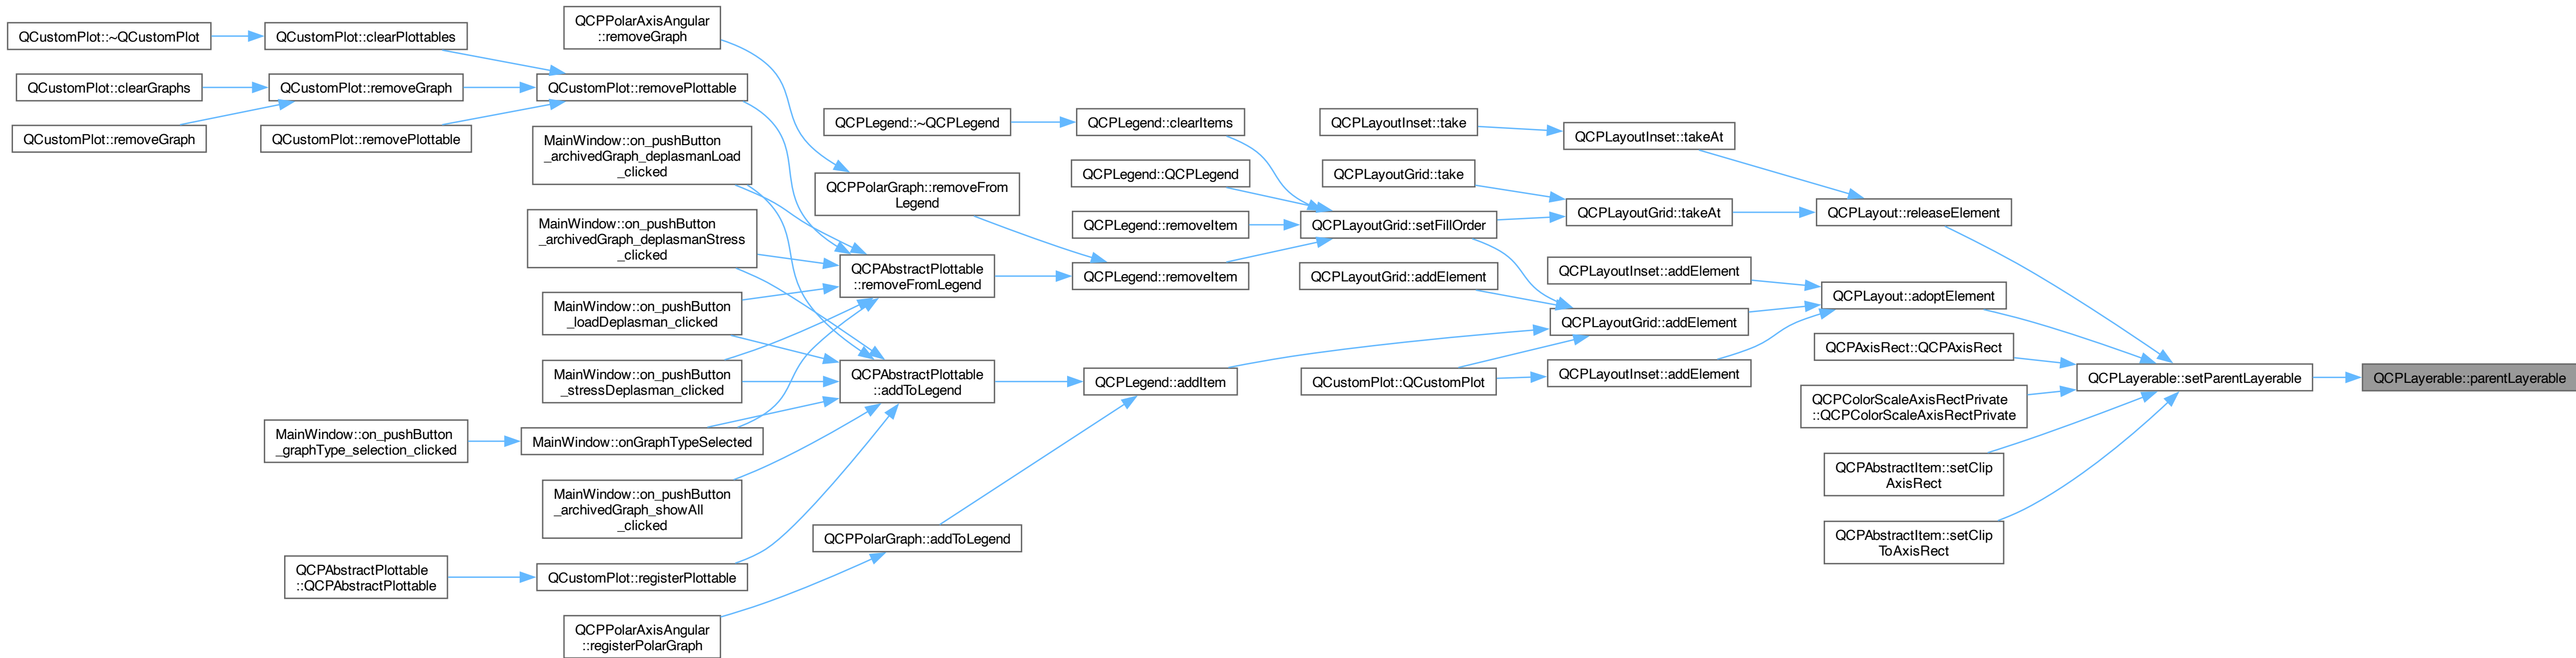 QCustomPlot::~QCustomPlot
QCustomPlot::clearGraphs
QCustomPlot::removeGraph
QCustomPlot::clearPlottables
QCustomPlot::removeGraph
QCustomPlot::removePlottable
MainWindow::on_pushButton
_graphType_selection_clicked
QCPAbstractPlottable
::QCPAbstractPlottable
QCPPolarAxisAngular
::removeGraph
QCustomPlot::removePlottable
MainWindow::on_pushButton
_archivedGraph_deplasmanLoad
_clicked
MainWindow::on_pushButton
_archivedGraph_deplasmanStress
_clicked
MainWindow::on_pushButton
_loadDeplasman_clicked
MainWindow::on_pushButton
_stressDeplasman_clicked
MainWindow::onGraphTypeSelected
MainWindow::on_pushButton
_archivedGraph_showAll
_clicked
QCustomPlot::registerPlottable
QCPPolarAxisAngular
::registerPolarGraph
QCPLegend::~QCPLegend
QCPPolarGraph::removeFrom
Legend
QCPAbstractPlottable
::removeFromLegend
QCPAbstractPlottable
::addToLegend
QCPPolarGraph::addToLegend
QCPLegend::clearItems
QCPLegend::QCPLegend
QCPLegend::removeItem
QCPLegend::removeItem
QCPLegend::addItem
QCPLayoutInset::take
QCPLayoutGrid::take
QCPLayoutGrid::setFillOrder
QCPLayoutGrid::addElement
QCustomPlot::QCustomPlot
QCPLayoutInset::takeAt
QCPLayoutGrid::takeAt
QCPLayoutInset::addElement
QCPLayoutGrid::addElement
QCPLayoutInset::addElement
QCPLayout::releaseElement
QCPLayout::adoptElement
QCPAxisRect::QCPAxisRect
QCPColorScaleAxisRectPrivate
::QCPColorScaleAxisRectPrivate
QCPAbstractItem::setClip
AxisRect
QCPAbstractItem::setClip
ToAxisRect
QCPLayerable::setParentLayerable
QCPLayerable::parentLayerable